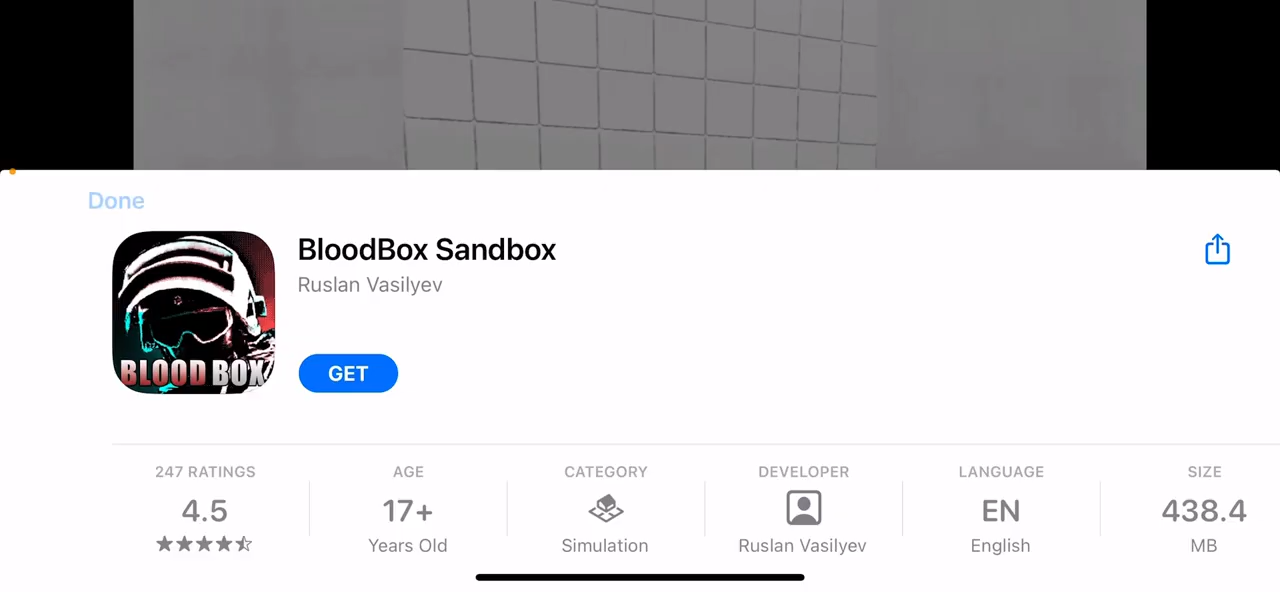 Done
BloodBox Sandbox
Ruslan Vasilyev
BLOOD BOX
GET
247 RATINGS
4.5
AGE
17+
Years Old
CATEGORY
Simulation
DEVELOPER
Ruslan Vasilyev
LANGUAGE
EN
English
SIZE
438.4
MB